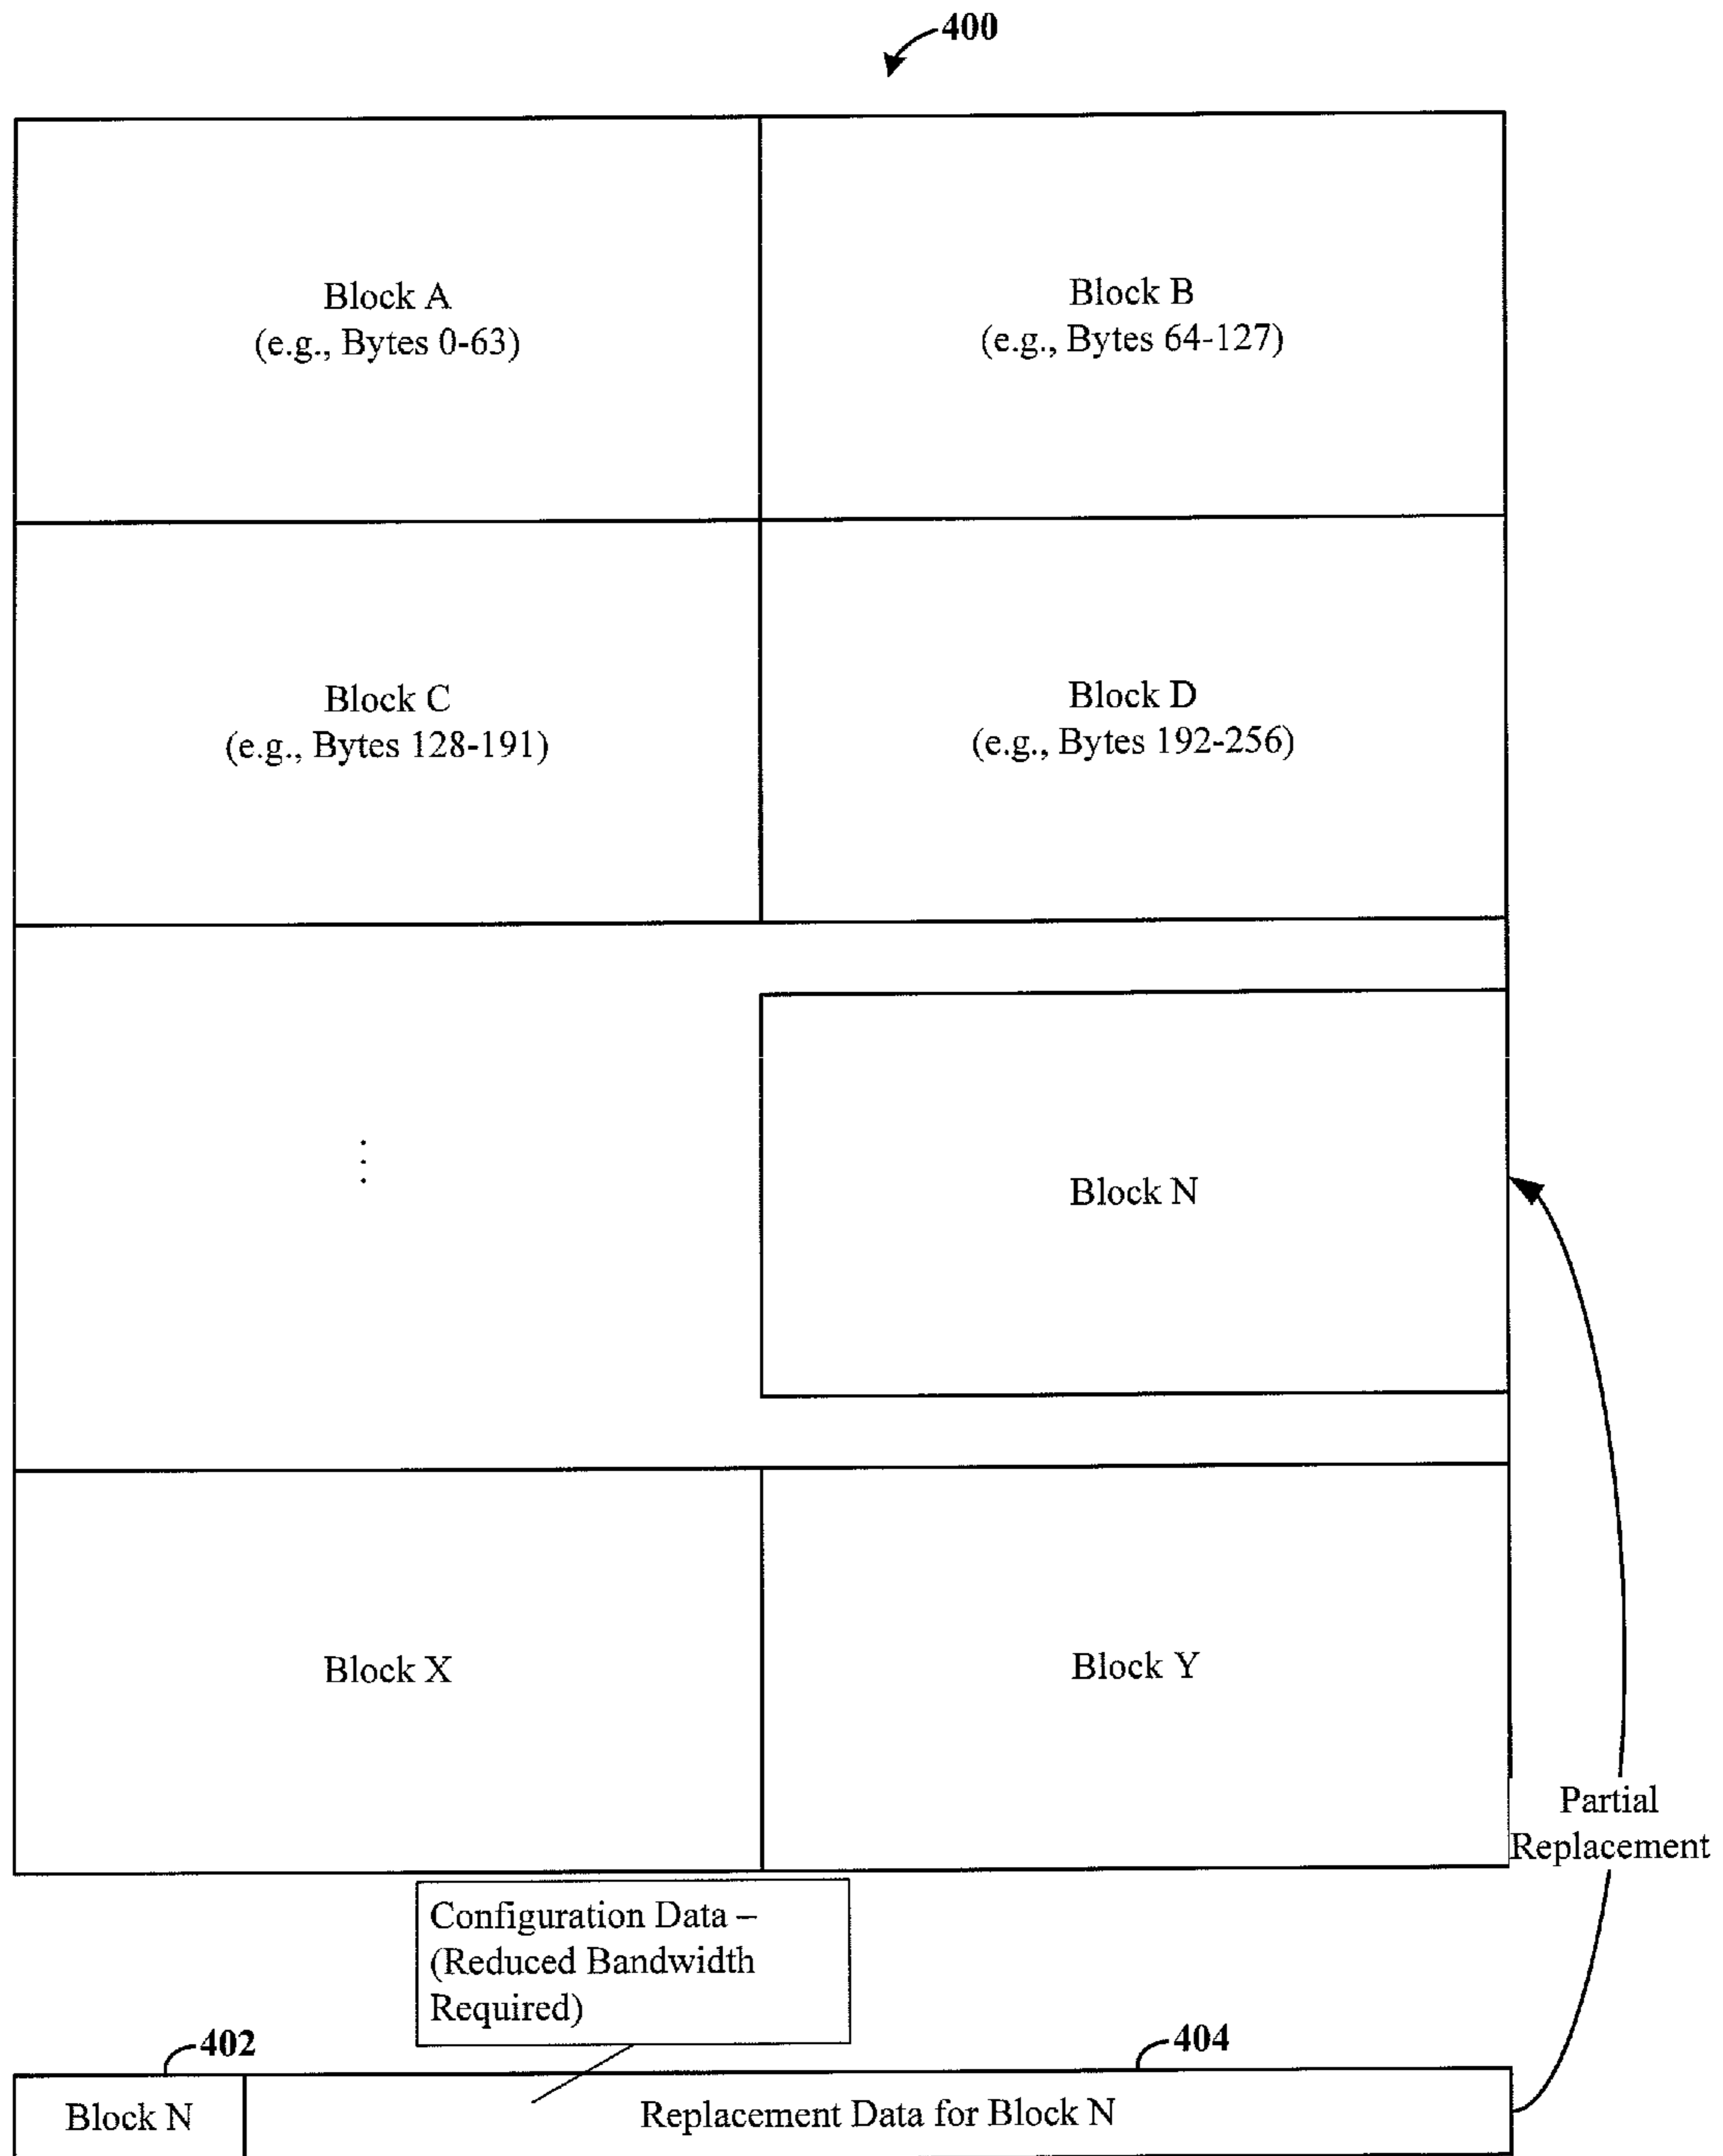 400
Block A
(e.g., Bytes 0-63)
Block B
(e.g., Bytes 64-127)
Block C
(e.g., Bytes 128-191)
Block D
(e.g., Bytes 192-256)
⋮
Block N
Block X
Block Y
Partial
Replacement
Configuration Data –
(Reduced Bandwidth
Required)
402
404
Block N
Replacement Data for Block N